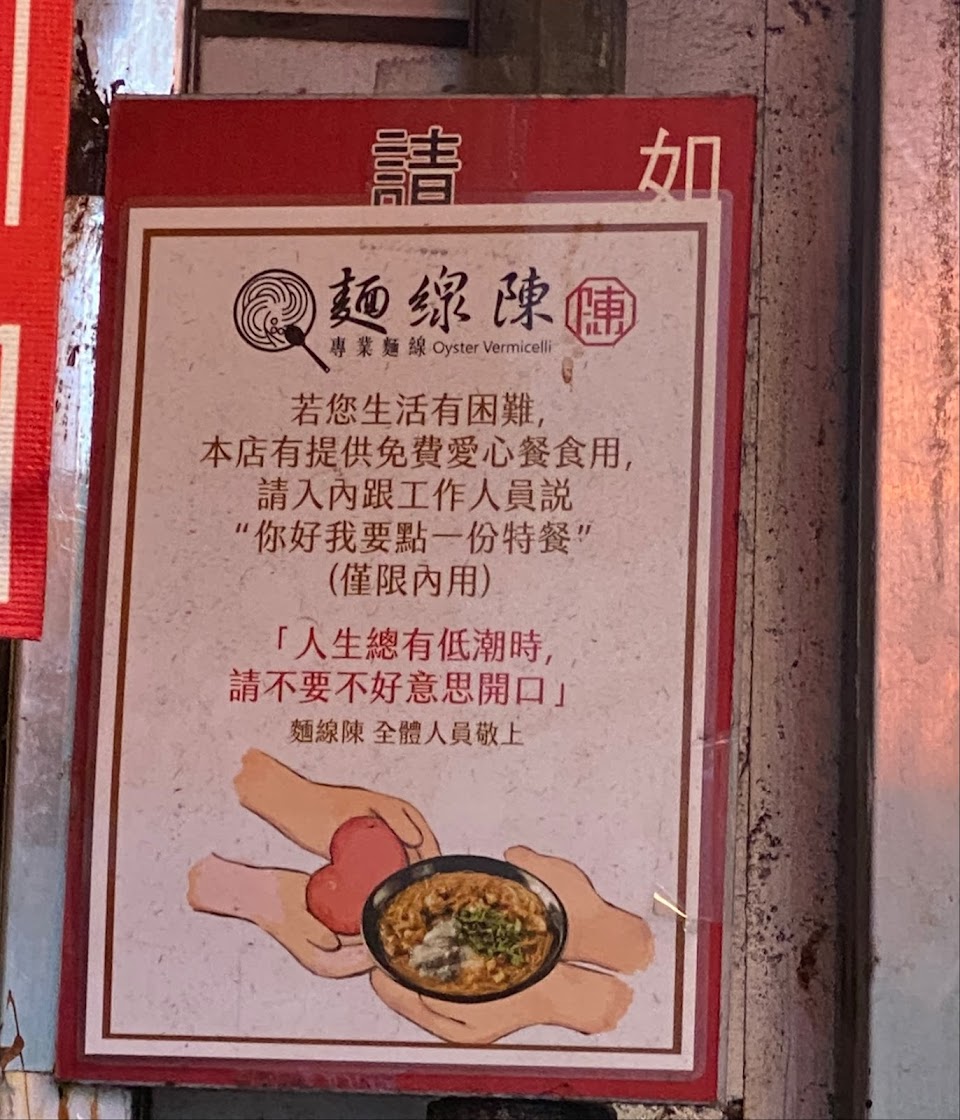 請 如
麵線陳 陳
專業麵線 Oyster Vermicelli
若您生活有困難,
本店有提供免費愛心餐食用,
請入內跟工作人員説
“你好我要點一份特餐”
(僅限內用)
「人生總有低潮時,
請不要不好意思開口」
麵線陳 全體人員敬上